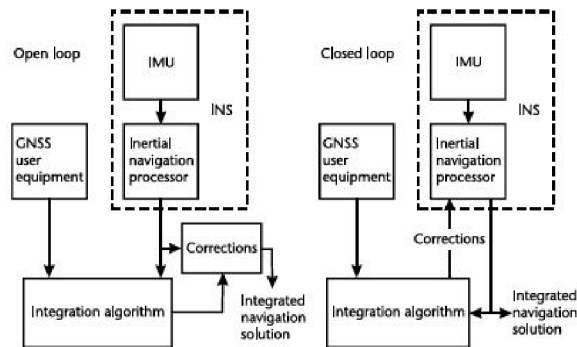 Open loop
IMU
INS
GNSS
user
equipment
Inertial
navigation
processor
Corrections
Integration algorithm
Integrated
navigation
solution
Closed loop
IMU
INS
GNSS
user
equipment
Inertial
navigation
processor
Corrections
Integration algorithm
Integrated
navigation
solution